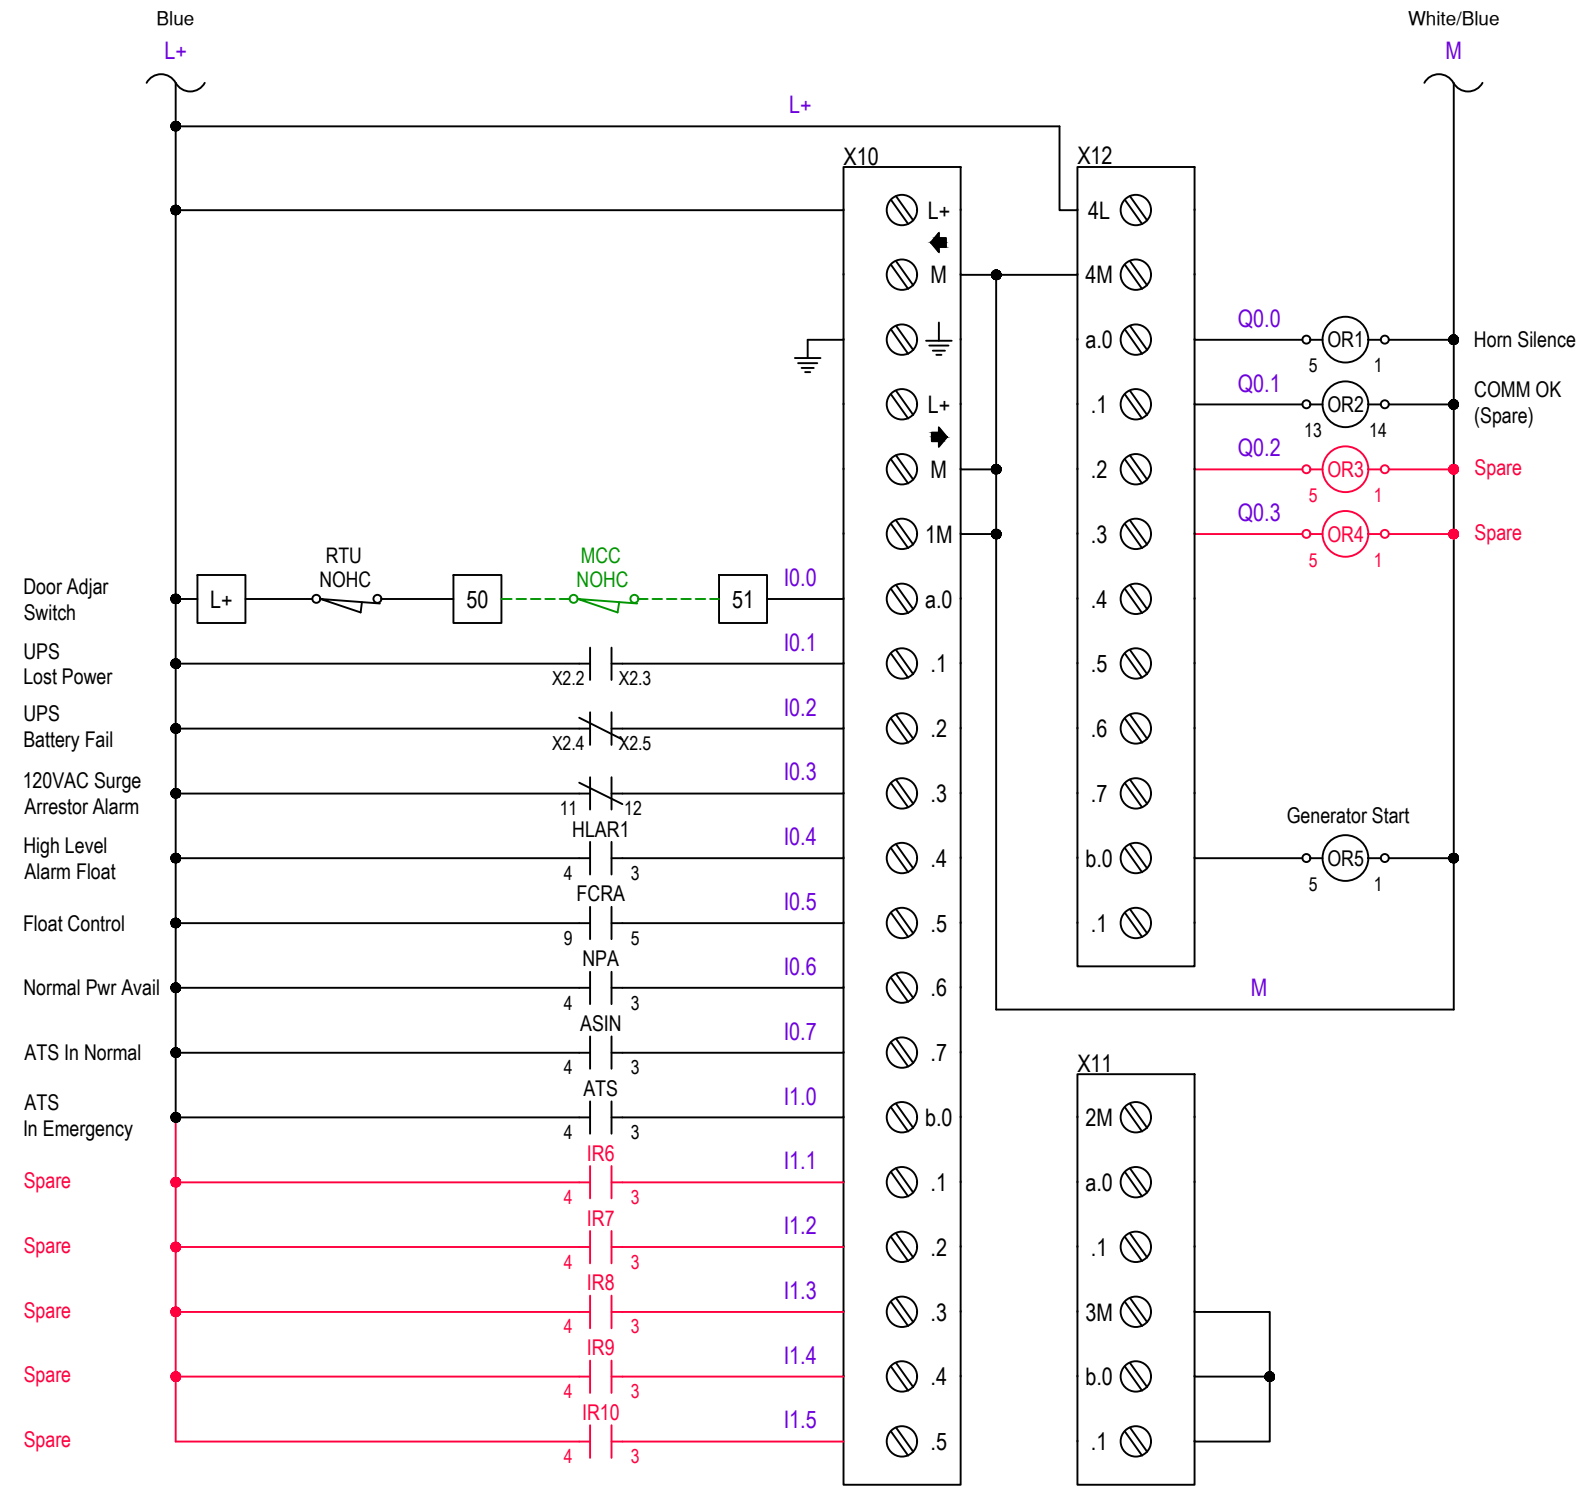 Blue
L+
White/Blue
M
L+
X10
X12
L+
M
L+
M
1M
a.0
.1
.2
.3
.4
.5
.6
.7
b.0
.1
.2
.3
.4
.5
4L
4M
a.0
.1
.2
.3
.4
.5
.6
.7
b.0
.1
Q0.0
OR1
5
1
Horn Silence
Q0.1
OR2
13
14
COMM OK
(Spare)
Q0.2
OR3
5
1
Spare
Q0.3
OR4
5
1
Spare
Generator Start
OR5
5
1
M
Door Adjar
Switch
L+
RTU
NOHC
50
MCC
NOHC
51
I0.0
UPS
Lost Power
X2.2
X2.3
I0.1
UPS
Battery Fail
X2.4
X2.5
I0.2
120VAC Surge
Arrestor Alarm
11
12
I0.3
High Level
Alarm Float
HLAR1
4
3
I0.4
Float Control
FCRA
9
5
I0.5
Normal Pwr Avail
NPA
4
3
I0.6
ATS In Normal
ASIN
4
3
I0.7
ATS
In Emergency
ATS
4
3
I1.0
Spare
IR6
4
3
I1.1
Spare
IR7
4
3
I1.2
Spare
IR8
4
3
I1.3
Spare
IR9
4
3
I1.4
Spare
IR10
4
3
I1.5
X11
2M
a.0
.1
3M
b.0
.1